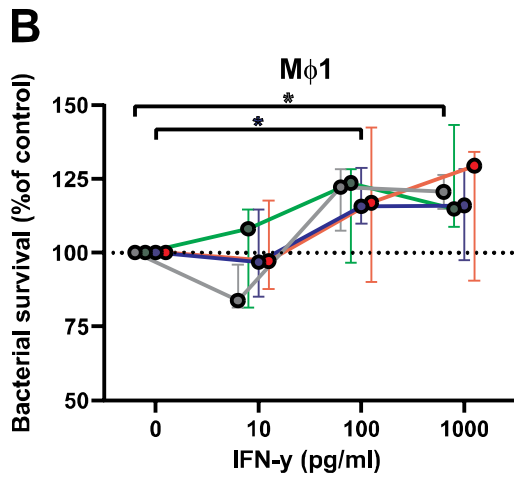 B
Mϕ1
Bacterial survival (%of control)
150
125
100
75
50
*
*
0
10
100
1000
IFN-y (pg/ml)